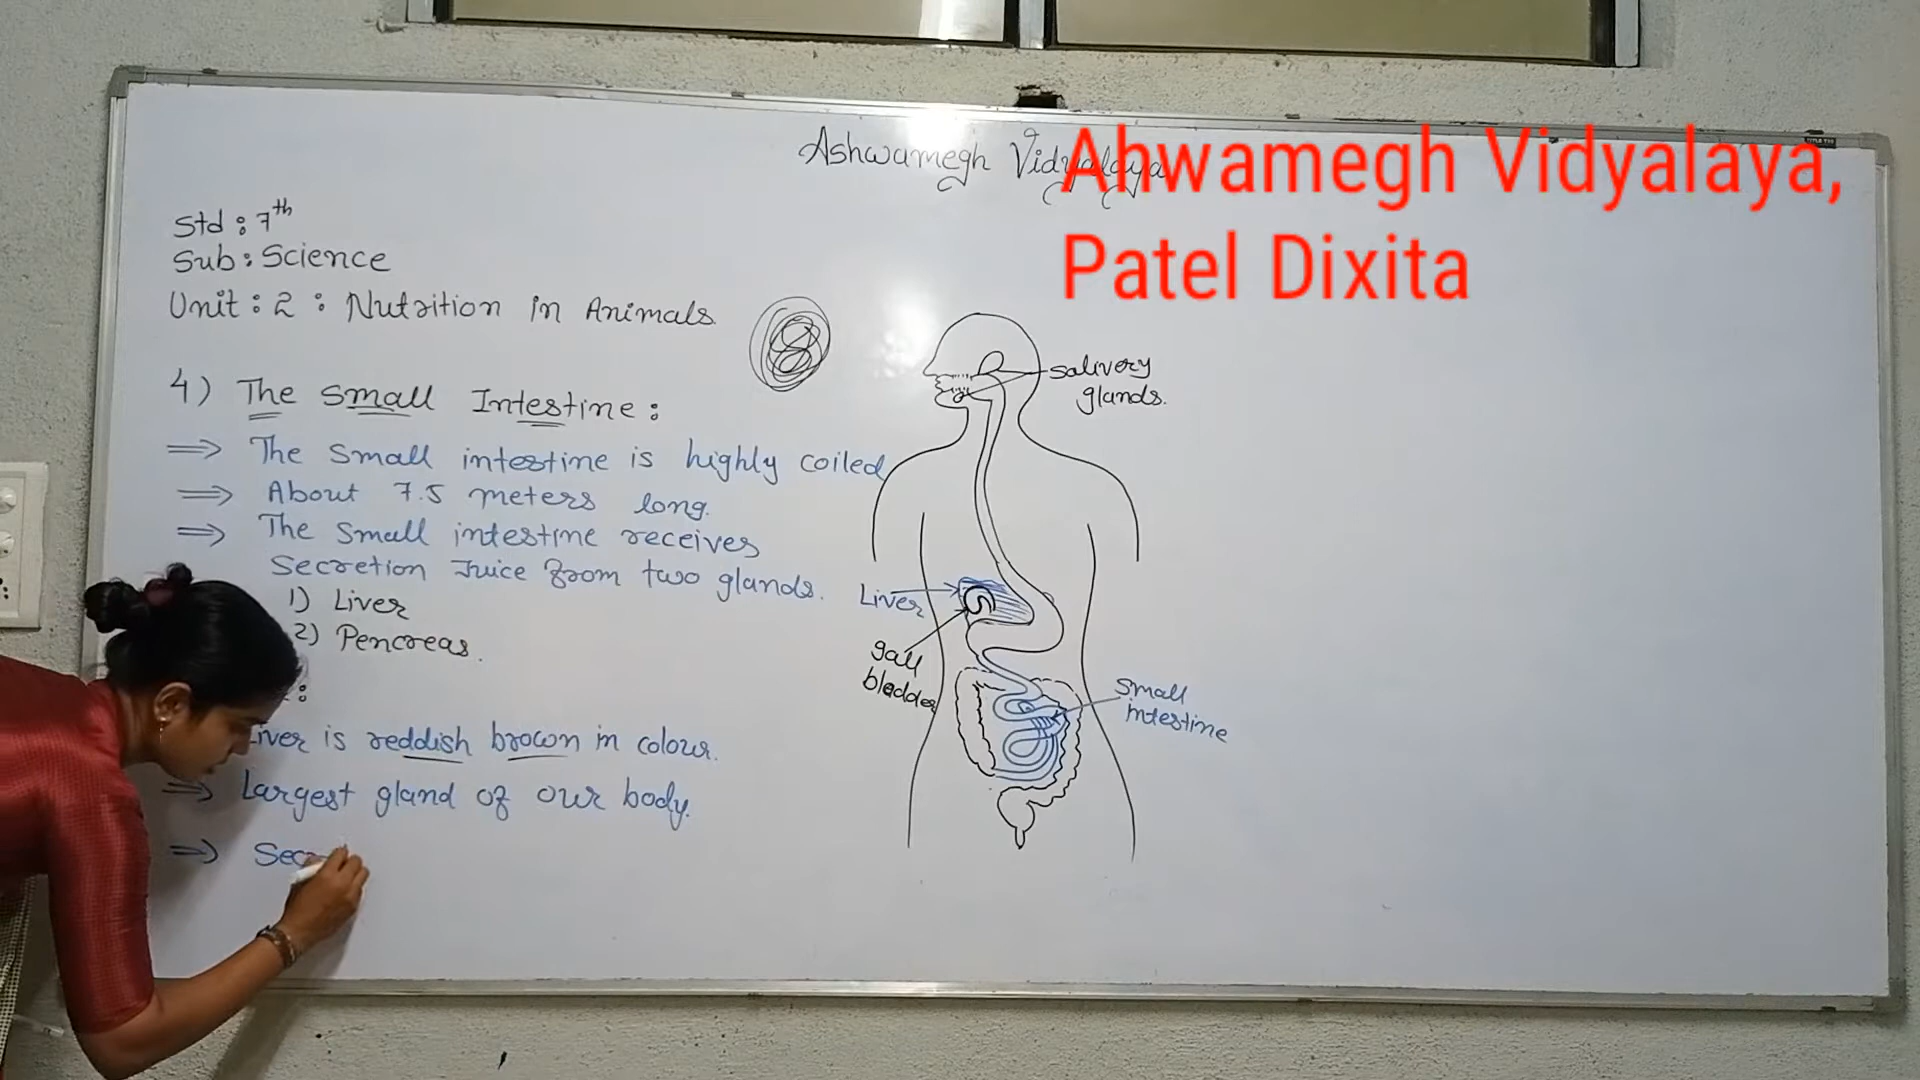 Ashwamegh Vidyalaya
Ahwamegh Vidyalaya,
Patel Dixita
Std : 7th
Sub : Science
Unit : 2 : Nutrition in Animals
4) The Small Intestine :
⇒ The small intestine is highly coiled
⇒ About 7.5 meters long.
⇒ The small intestine receives
Secretion Juice from two glands.
1) Liver
2) Pencreas.
:
Liver is reddish brown in colour.
⇒ Largest gland of our body.
⇒ Sec
salivery
glands.
Liver
gall
bladder
small
intestine